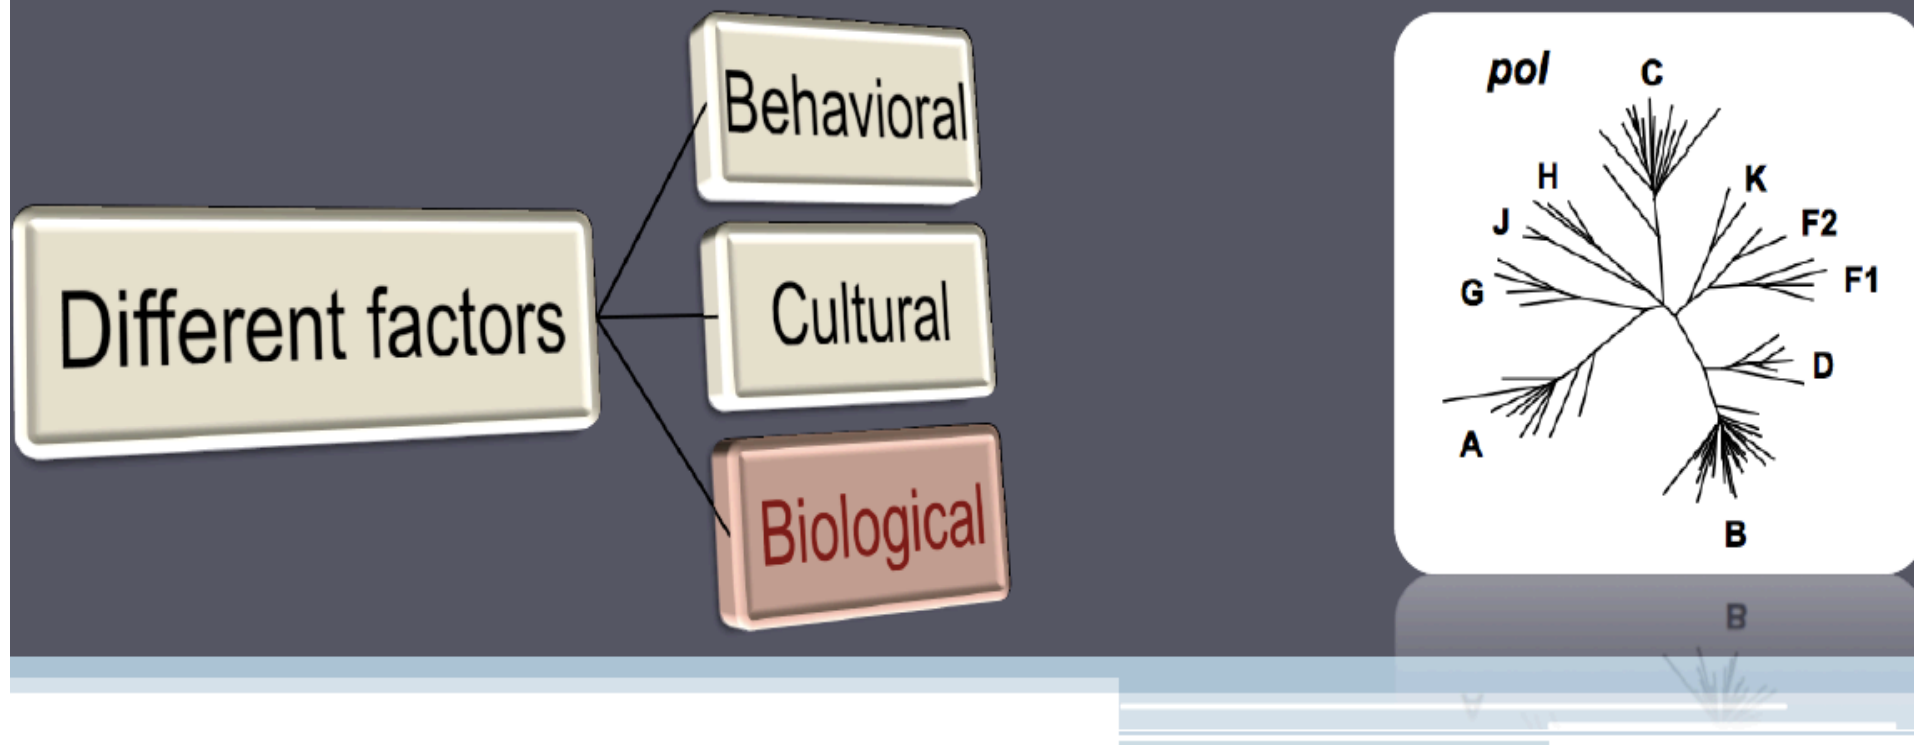 Different factors
Behavioral
Cultural
Biological
pol
C
H
K
J
F2
G
F1
D
A
B
B
A